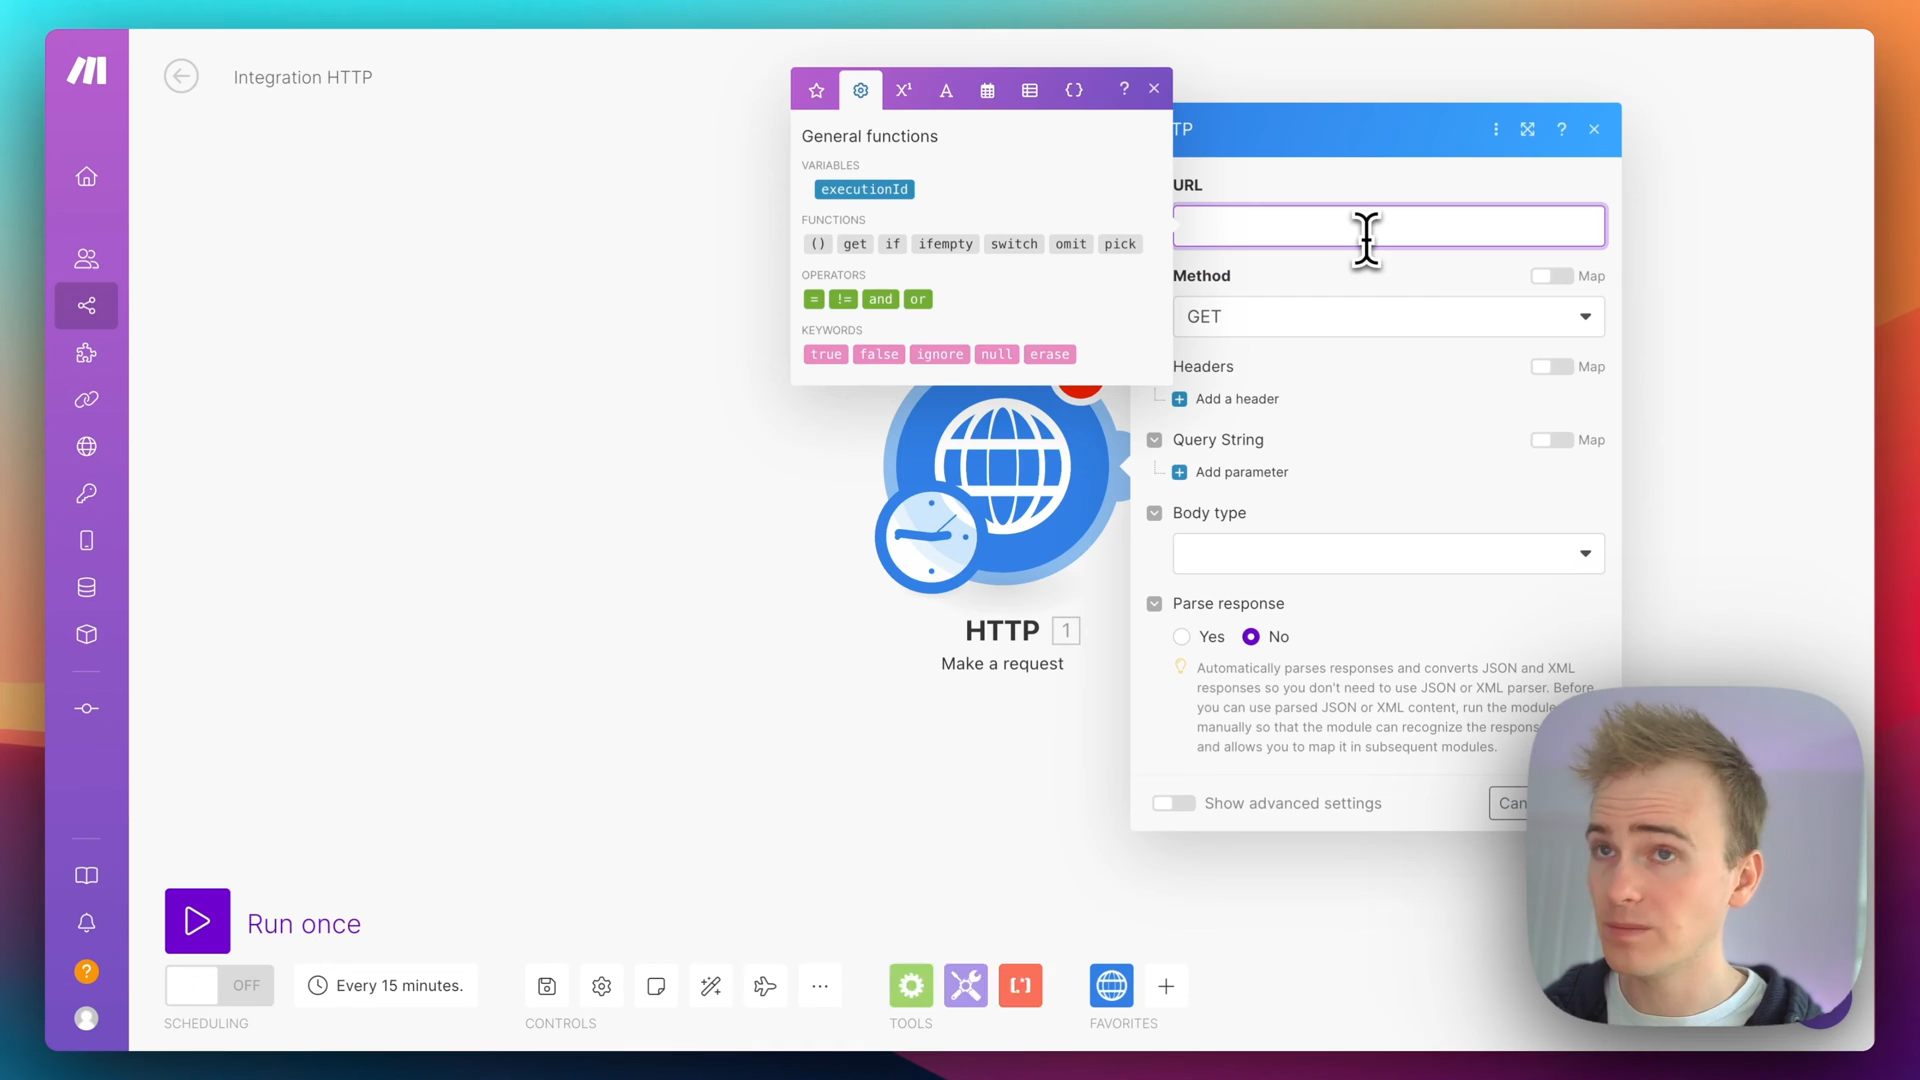 Integration HTTP
General functions
VARIABLES
executionId
FUNCTIONS
() get if ifempty switch omit pick
OPERATORS
= != and or
KEYWORDS
true false ignore null erase
TP
URL
Method
Map
GET
Headers
Map
Add a header
Query String
Map
Add parameter
Body type
Parse response
Yes No
Automatically parses responses and converts JSON and XML
responses so you don't need to use JSON or XML parser. Before
you can use parsed JSON or XML content, run the module
manually so that the module can recognize the respons
and allows you to map it in subsequent modules.
Show advanced settings
Can
HTTP 1
Make a request
Run once
OFF
Every 15 minutes.
SCHEDULING
CONTROLS
TOOLS
FAVORITES